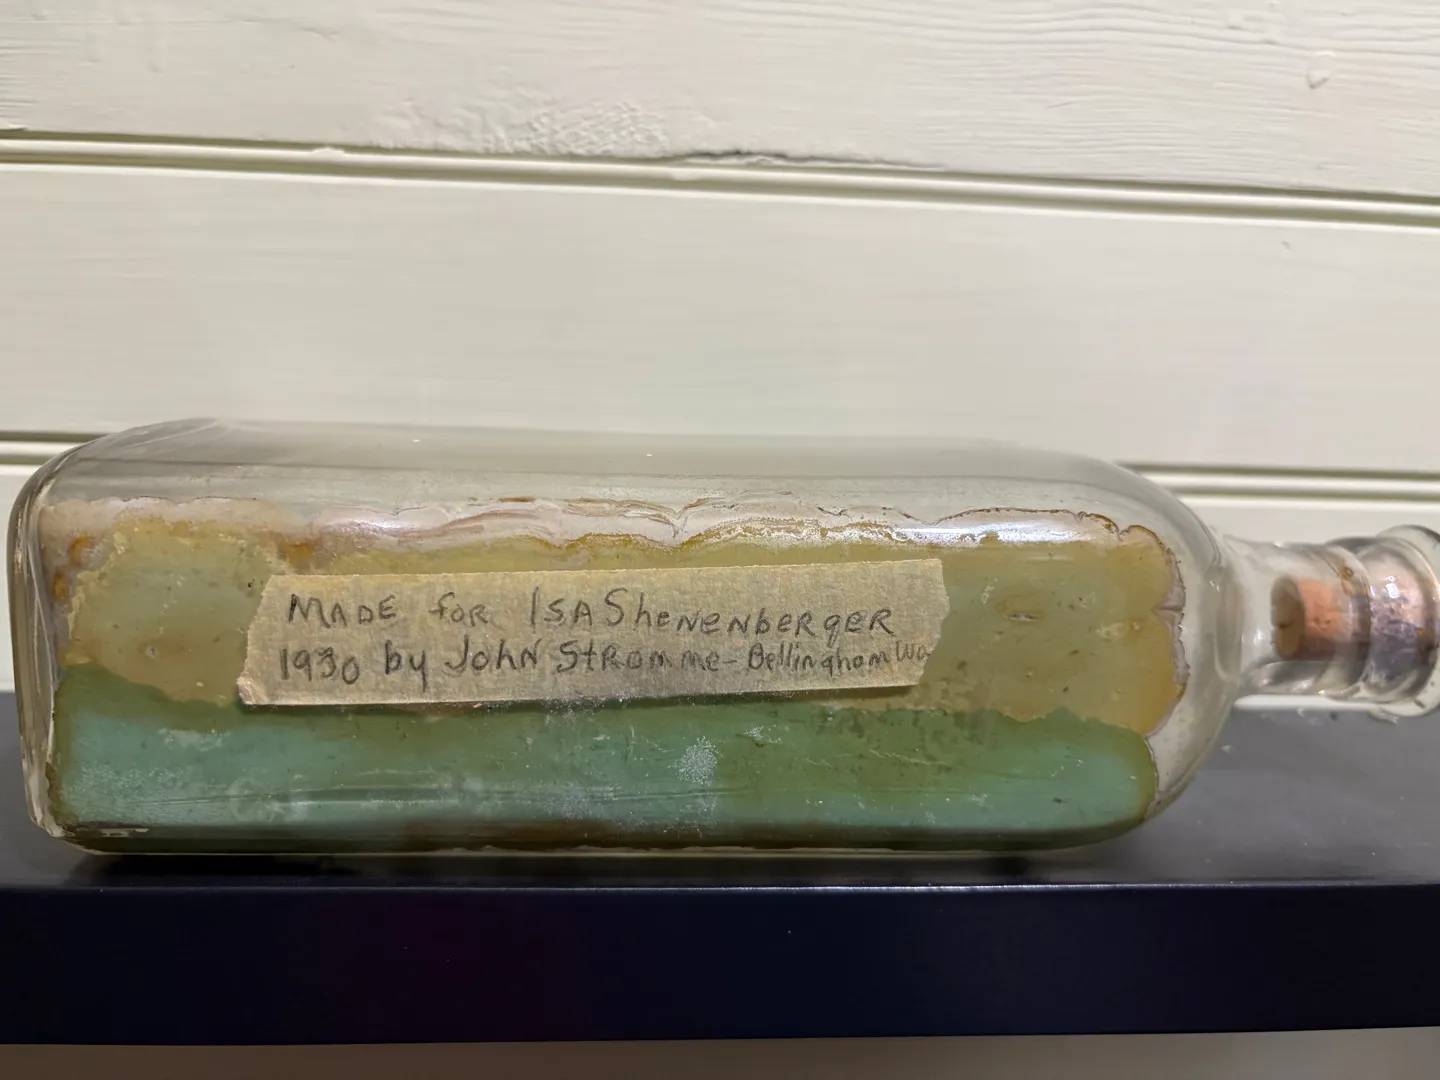 MADE for ISA Shenenberger
1930 by John Stromme - Bellingham Wa